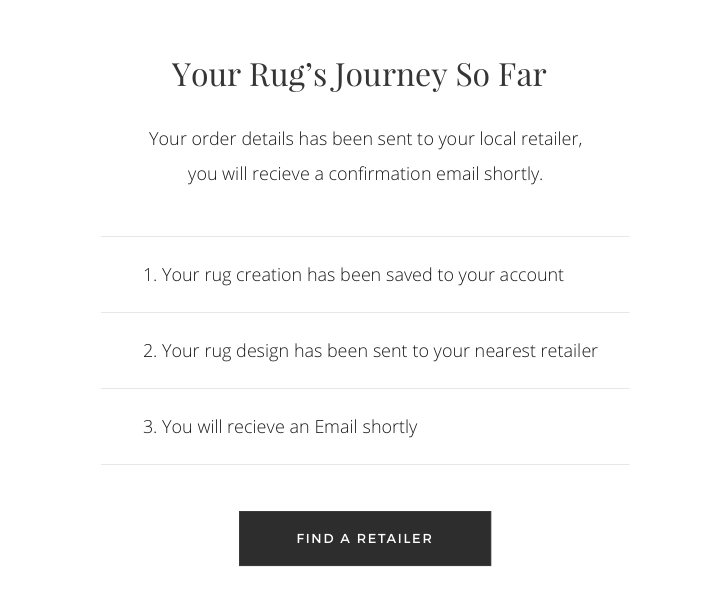 Your Rug’s Journey So Far
Your order details has been sent to your local retailer,
you will recieve a confirmation email shortly.
1. Your rug creation has been saved to your account
2. Your rug design has been sent to your nearest retailer
3. You will recieve an Email shortly
FIND A RETAILER